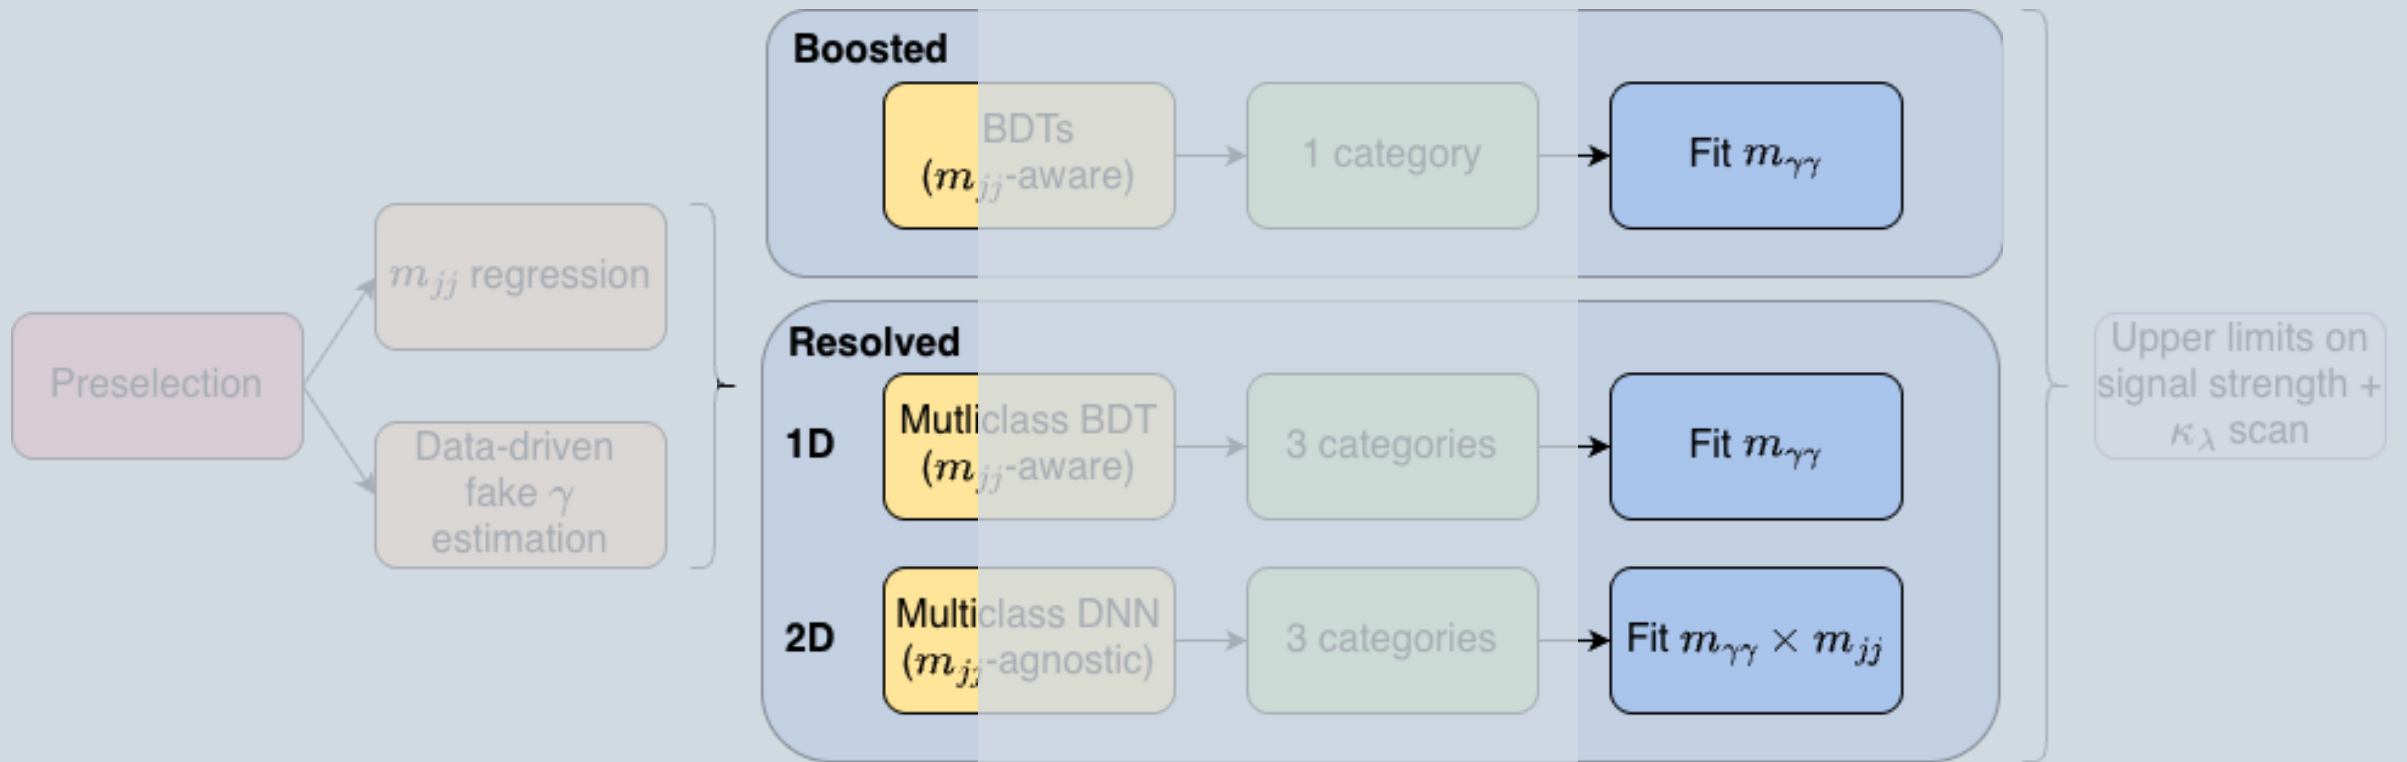 Preselection
m_jj regression
Data-driven
fake γ
estimation
Boosted
BDTs
(m_jj-aware)
1 category
Fit m_γγ
Resolved
1D
Mutliclass BDT
(m_jj-aware)
3 categories
Fit m_γγ
2D
Multiclass DNN
(m_jj-agnostic)
3 categories
Fit m_γγ × m_jj
Upper limits on
signal strength +
κ_λ scan